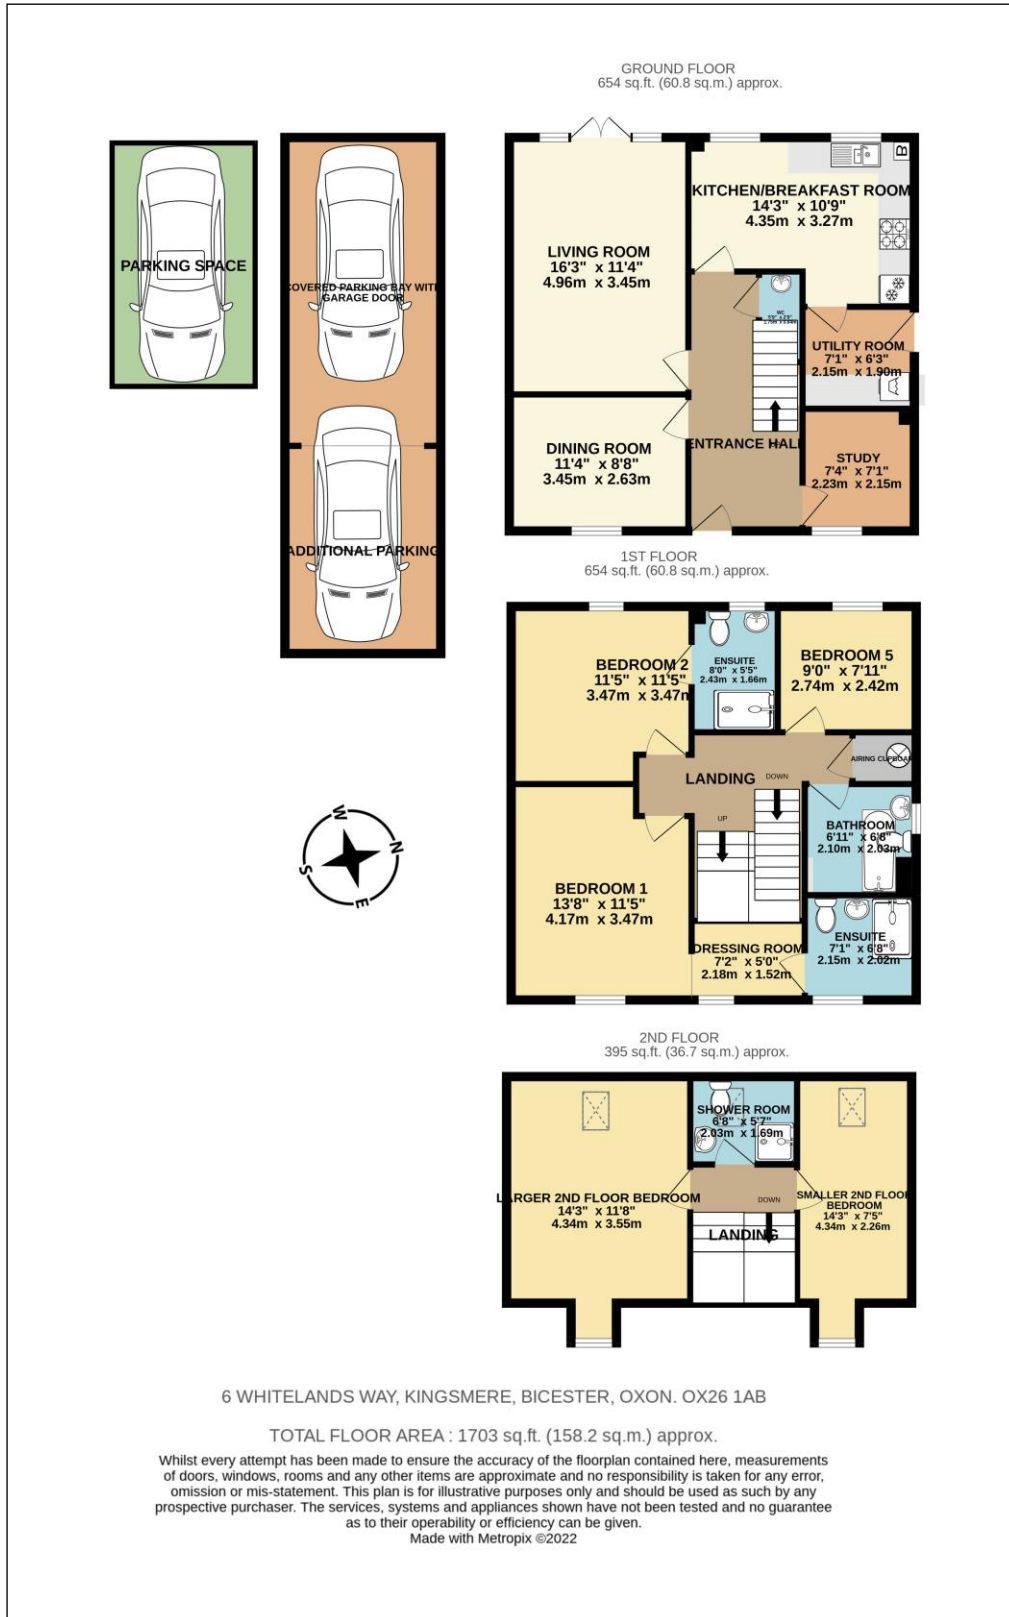 GROUND FLOOR
654 sq.ft. (60.8 sq.m.) approx.
PARKING SPACE
COVERED PARKING BAY WITH
GARAGE DOOR
ADDITIONAL PARKING
LIVING ROOM
16'3" x 11'4"
4.96m x 3.45m
KITCHEN/BREAKFAST ROOM
14'3" x 10'9"
4.35m x 3.27m
B
WC
UTILITY ROOM
7'1" x 6'3"
2.15m x 1.90m
DINING ROOM
11'4" x 8'8"
3.45m x 2.63m
ENTRANCE HALL
STUDY
7'4" x 7'1"
2.23m x 2.15m
1ST FLOOR
654 sq.ft. (60.8 sq.m.) approx.
BEDROOM 2
11'5" x 11'5"
3.47m x 3.47m
ENSUITE
8'0" x 5'5"
2.43m x 1.66m
BEDROOM 5
9'0" x 7'11"
2.74m x 2.42m
LANDING
DOWN
UP
AIRING CUPBOARD
BATHROOM
6'11" x 6'8"
2.10m x 2.03m
BEDROOM 1
13'8" x 11'5"
4.17m x 3.47m
DRESSING ROOM
7'2" x 5'0"
2.18m x 1.52m
ENSUITE
7'1" x 6'8"
2.15m x 2.02m
W
N
S
E
2ND FLOOR
395 sq.ft. (36.7 sq.m.) approx.
LARGER 2ND FLOOR BEDROOM
14'3" x 11'8"
4.34m x 3.55m
SHOWER ROOM
6'8" x 5'7"
2.03m x 1.69m
DOWN
LANDING
SMALLER 2ND FLOOR
BEDROOM
14'3" x 7'5"
4.34m x 2.26m
6 WHITELANDS WAY, KINGSMERE, BICESTER, OXON. OX26 1AB
TOTAL FLOOR AREA : 1703 sq.ft. (158.2 sq.m.) approx.
Whilst every attempt has been made to ensure the accuracy of the floorplan contained here, measurements
of doors, windows, rooms and any other items are approximate and no responsibility is taken for any error,
omission or mis-statement. This plan is for illustrative purposes only and should be used as such by any
prospective purchaser. The services, systems and appliances shown have not been tested and no guarantee
as to their operability or efficiency can be given.
Made with Metropix ©2022